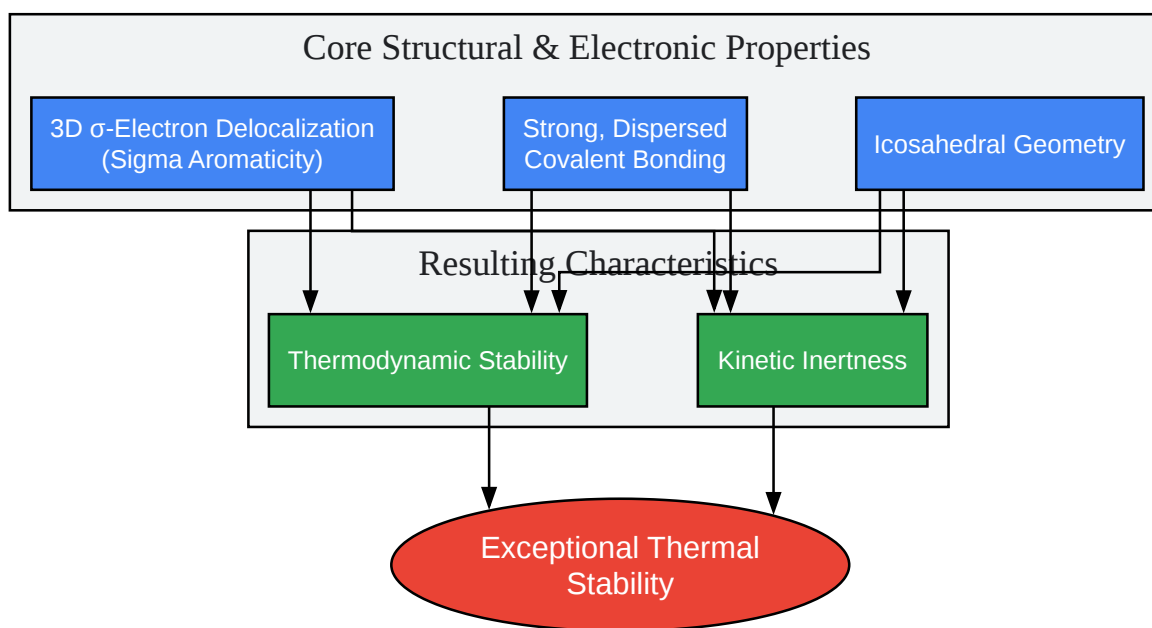 Core Structural & Electronic Properties
3D σ-Electron Delocalization
(Sigma Aromaticity)
Strong, Dispersed
Covalent Bonding
Icosahedral Geometry
Resulting Characteristics
Thermodynamic Stability
Kinetic Inertness
Exceptional Thermal
Stability